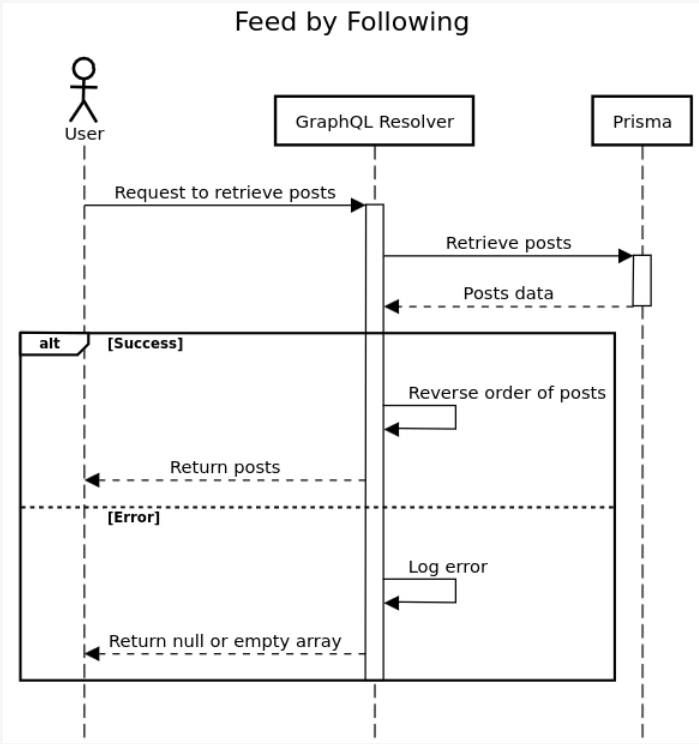 Feed by Following
User
GraphQL Resolver
Prisma
Request to retrieve posts
Retrieve posts
Posts data
alt
[Success]
Reverse order of posts
Return posts
[Error]
Log error
Return null or empty array